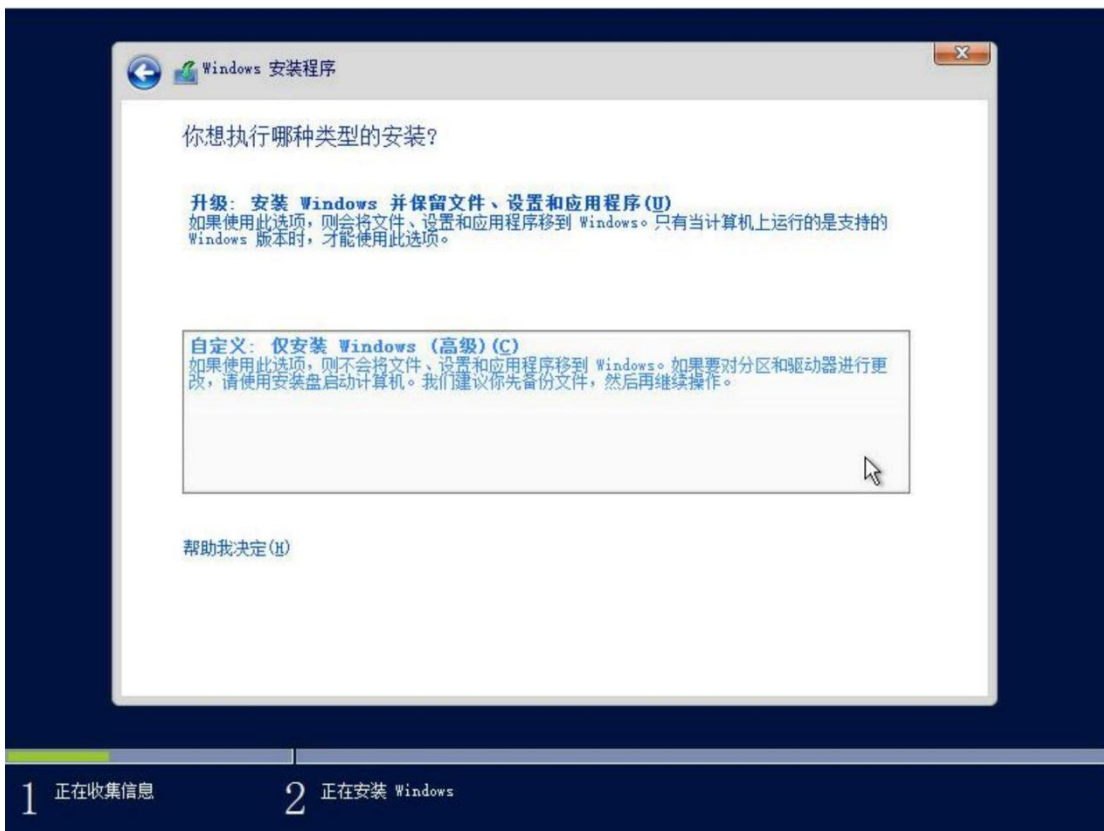 Windows 安装程序
你想执行哪种类型的安装?
升级: 安装 Windows 并保留文件、设置和应用程序(U)
如果使用此选项，则会将文件、设置和应用程序移到 Windows。只有当计算机上运行的是支持的
Windows 版本时，才能使用此选项。
自定义: 仅安装 Windows (高级)(C)
如果使用此选项，则不会将文件、设置和应用程序移到 Windows。如果要对分区和驱动器进行更
改，请使用安装盘启动计算机。我们建议你先备份文件，然后再继续操作。
帮助我决定(H)
1 正在收集信息
2 正在安装 Windows